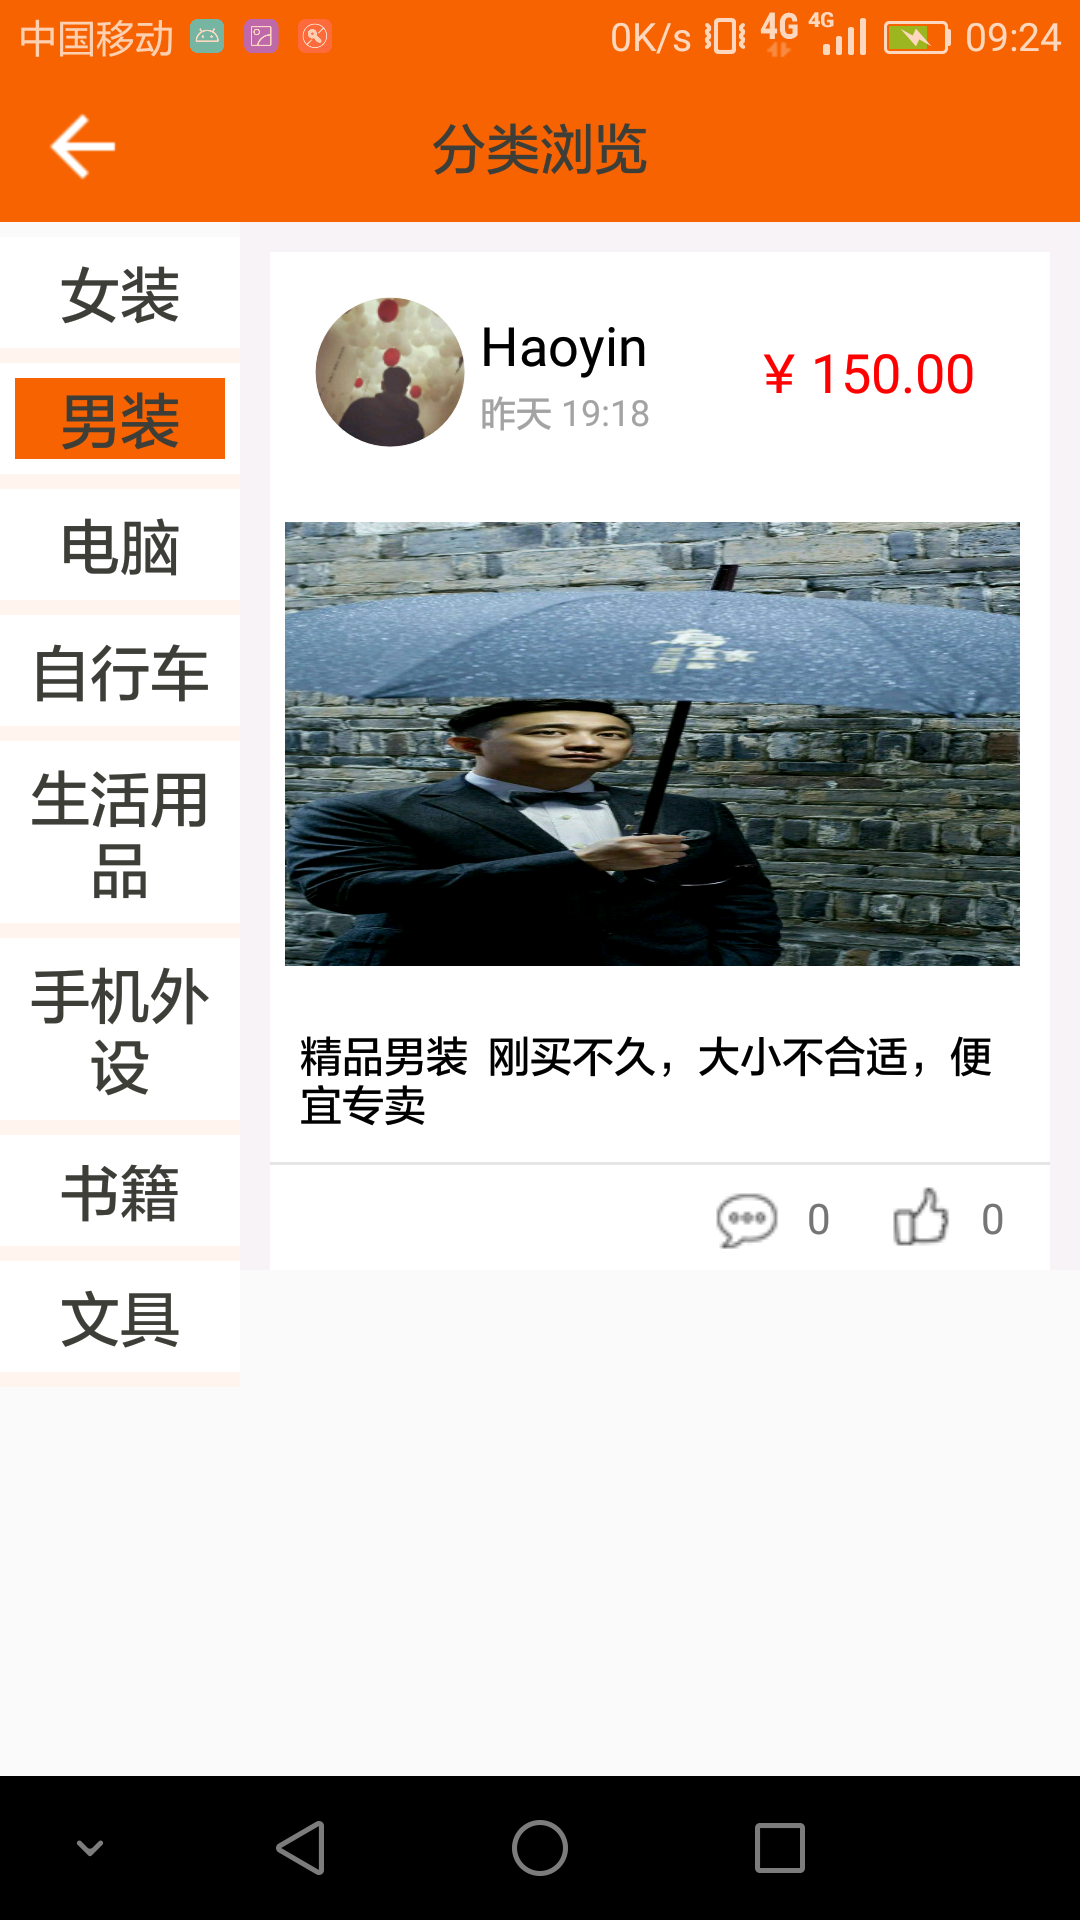 中国移动 0K/s 4G 4G 09:24
分类浏览
女装
男装
电脑
自行车
生活用
品
手机外
设
书籍
文具
Haoyin
昨天 19:18
¥ 150.00
精品男装 刚买不久，大小不合适，便
宜专卖
0 0